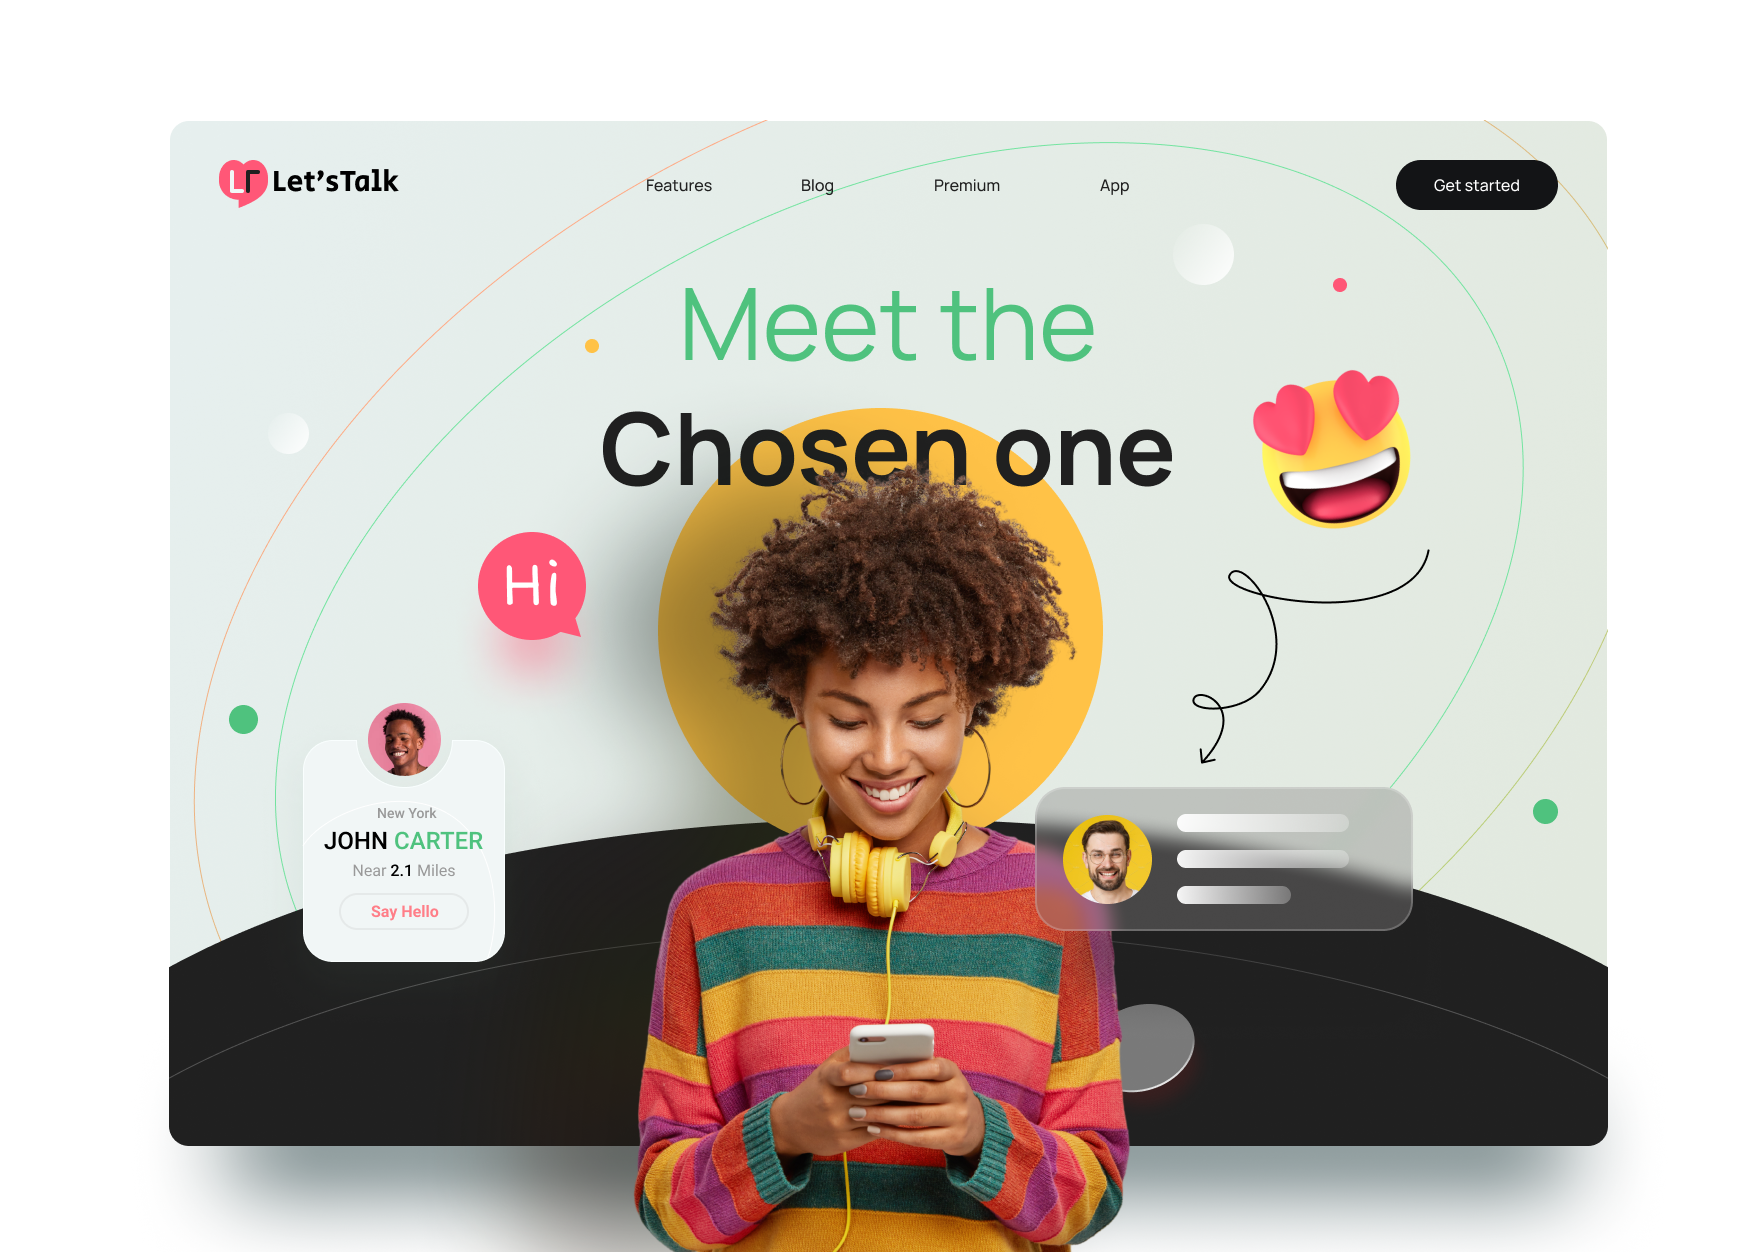 LT Let'sTalk
Features
Blog
Premium
App
Get started
Meet the
Chosen one
Hi
New York
JOHN CARTER
Near 2.1 Miles
Say Hello